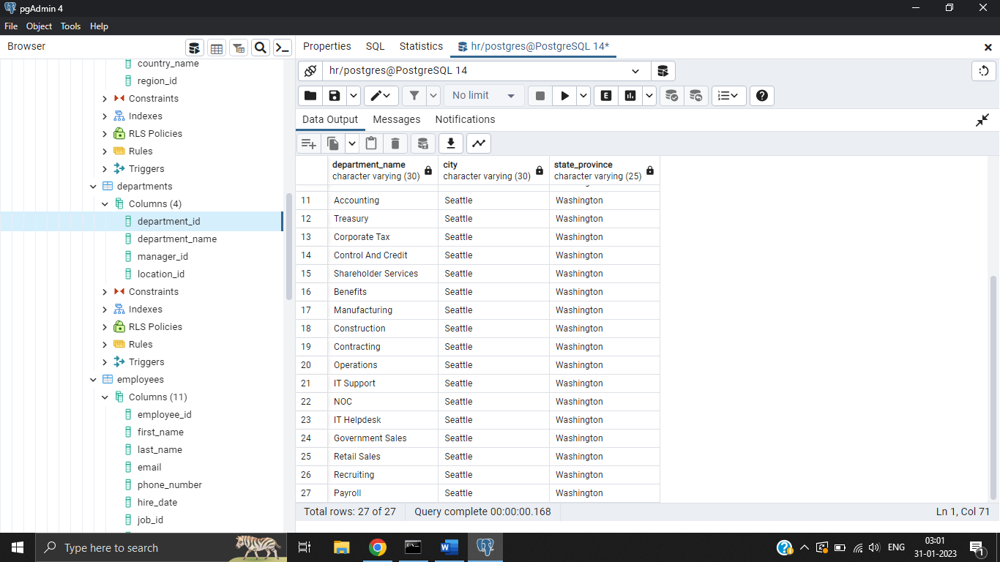 pgAdmin 4
File Object Tools Help
Browser
Properties SQL Statistics hr/postgres@PostgreSQL 14*
country_name
region_id
Constraints
Indexes
RLS Policies
Rules
Triggers
departments
Columns (4)
department_id
department_name
manager_id
location_id
Constraints
Indexes
RLS Policies
Rules
Triggers
employees
Columns (11)
employee_id
first_name
last_name
email
phone_number
hire_date
job_id
hr/postgres@PostgreSQL 14
No limit E
Data Output Messages Notifications
department_name city state_province
character varying (30) character varying (30) character varying (25)
11 Accounting Seattle Washington
12 Treasury Seattle Washington
13 Corporate Tax Seattle Washington
14 Control And Credit Seattle Washington
15 Shareholder Services Seattle Washington
16 Benefits Seattle Washington
17 Manufacturing Seattle Washington
18 Construction Seattle Washington
19 Contracting Seattle Washington
20 Operations Seattle Washington
21 IT Support Seattle Washington
22 NOC Seattle Washington
23 IT Helpdesk Seattle Washington
24 Government Sales Seattle Washington
25 Retail Sales Seattle Washington
26 Recruiting Seattle Washington
27 Payroll Seattle Washington
Total rows: 27 of 27 Query complete 00:00:00.168 Ln 1, Col 71
Type here to search
ENG
03:01
31-01-2023
1